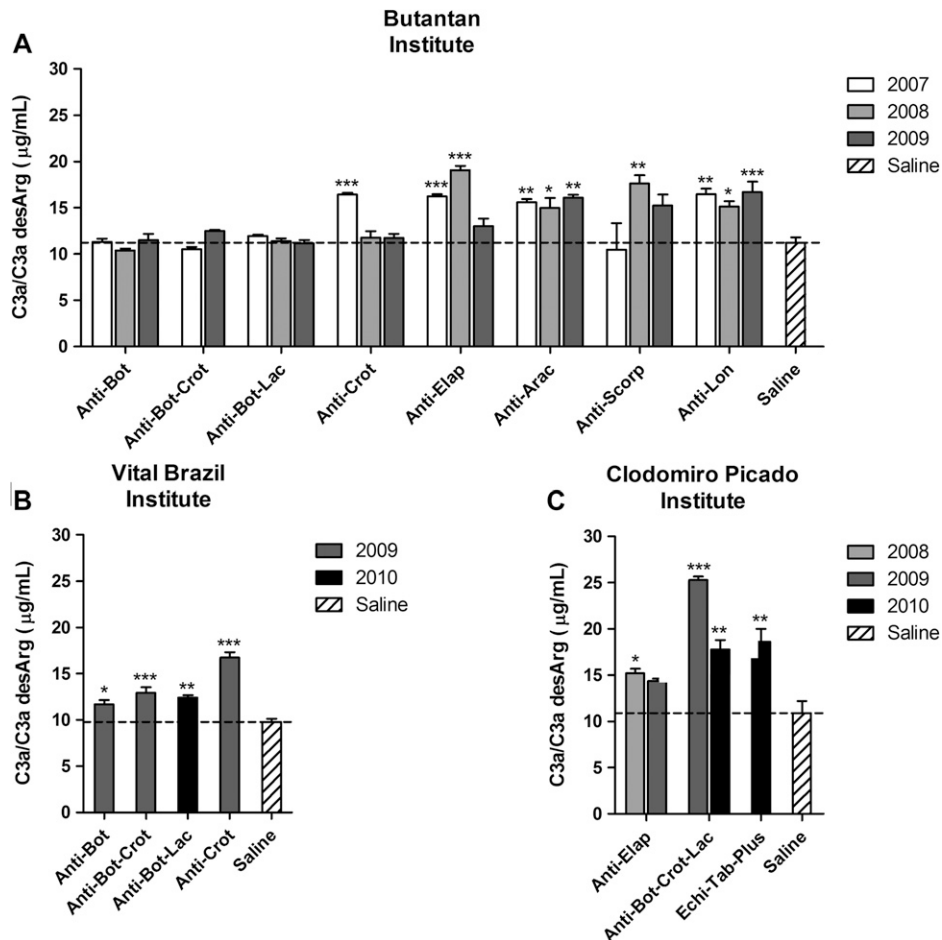 Butantan
Institute
A
C3a/C3a desArg ( μg/mL)
30
25
20
15
10
5
0
***
***
***
**
*
**
**
**
*
***
2007
2008
2009
Saline
Anti-Bot
Anti-Bot-Crot
Anti-Bot-Lac
Anti-Crot
Anti-Elap
Anti-Arac
Anti-Scorp
Anti-Lon
Saline
Vital Brazil
Institute
B
C3a/C3a desArg ( μg/mL)
30
25
20
15
10
5
0
*
***
**
***
2009
2010
Saline
Anti-Bot
Anti-Bot-Crot
Anti-Bot-Lac
Anti-Crot
Saline
Clodomiro Picado
Institute
C
C3a/C3a desArg ( μg/mL)
30
25
20
15
10
5
0
*
***
**
**
2008
2009
2010
Saline
Anti-Elap
Anti-Bot-Crot-Lac
Echi-Tab-Plus
Saline